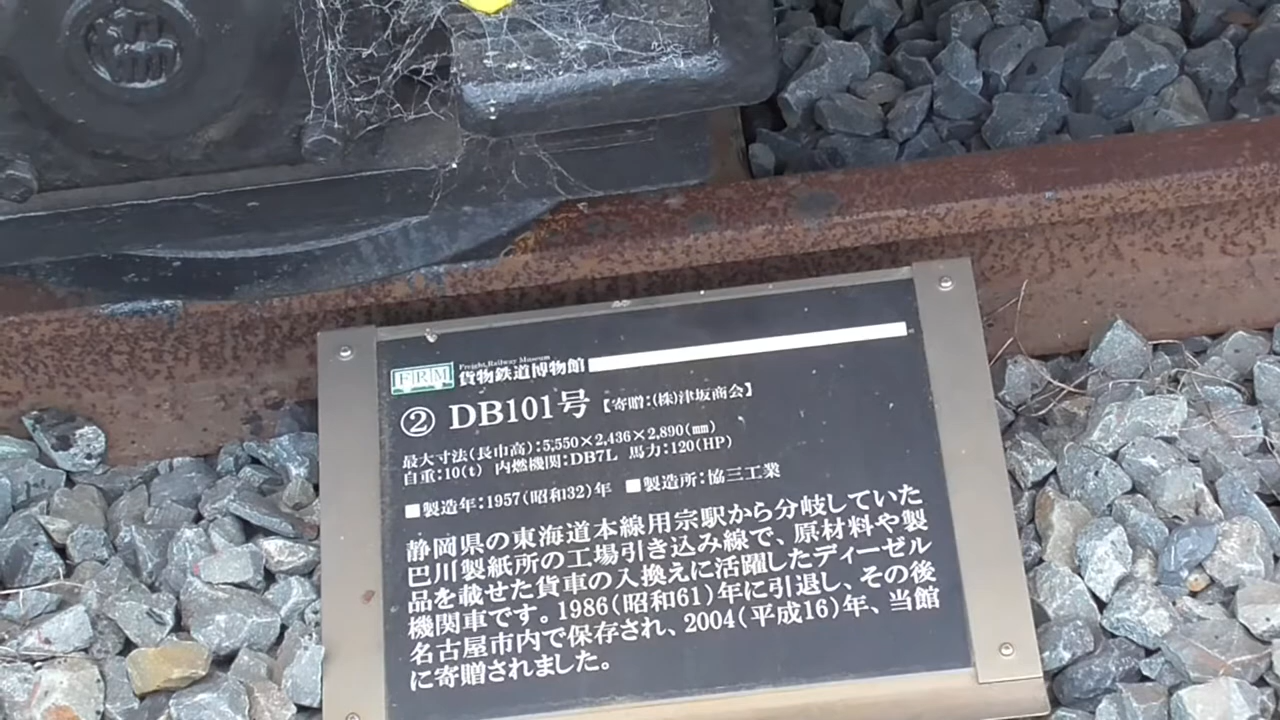 FRM Freight Railway Museum
貨物鉄道博物館
② DB101号【寄贈:(株)津坂商会】
最大寸法(長巾高):5,550×2,436×2,890(㎜)
自重:10(t) 内燃機関:DB7L 馬力:120(HP)
■製造年:1957(昭和32)年 ■製造所:協三工業
静岡県の東海道本線用宗駅から分岐していた
巴川製紙所の工場引き込み線で、原材料や製
品を載せた貨車の入換えに活躍したディーゼル
機関車です。1986(昭和61)年に引退し、その後
名古屋市内で保存され、2004(平成16)年、当館
に寄贈されました。